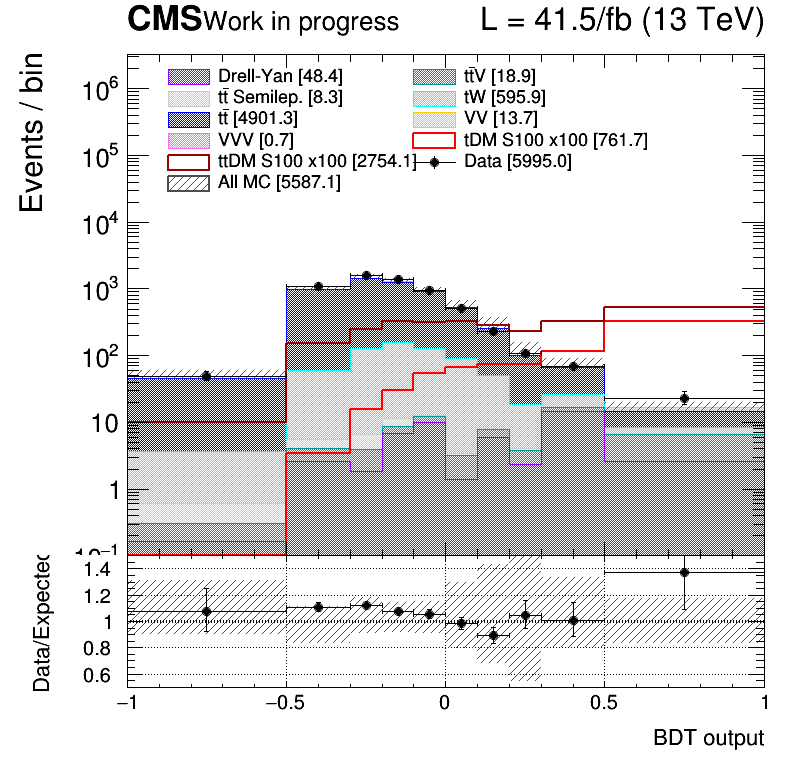 CMS Work in progress L = 41.5/fb (13 TeV)
Events / bin
Drell-Yan [48.4] tt̄V [18.9]
tt̄ Semilep. [8.3] tW [595.9]
tt̄ [4901.3] VV [13.7]
VVV [0.7] tDM S100 x100 [761.7]
ttDM S100 x100 [2754.1] Data [5995.0]
All MC [5587.1]
10⁶
10⁵
10⁴
10³
10²
10
1
10⁻¹
Data/Expected
1.4
1.2
1
0.8
0.6
−1 −0.5 0 0.5 1
BDT output